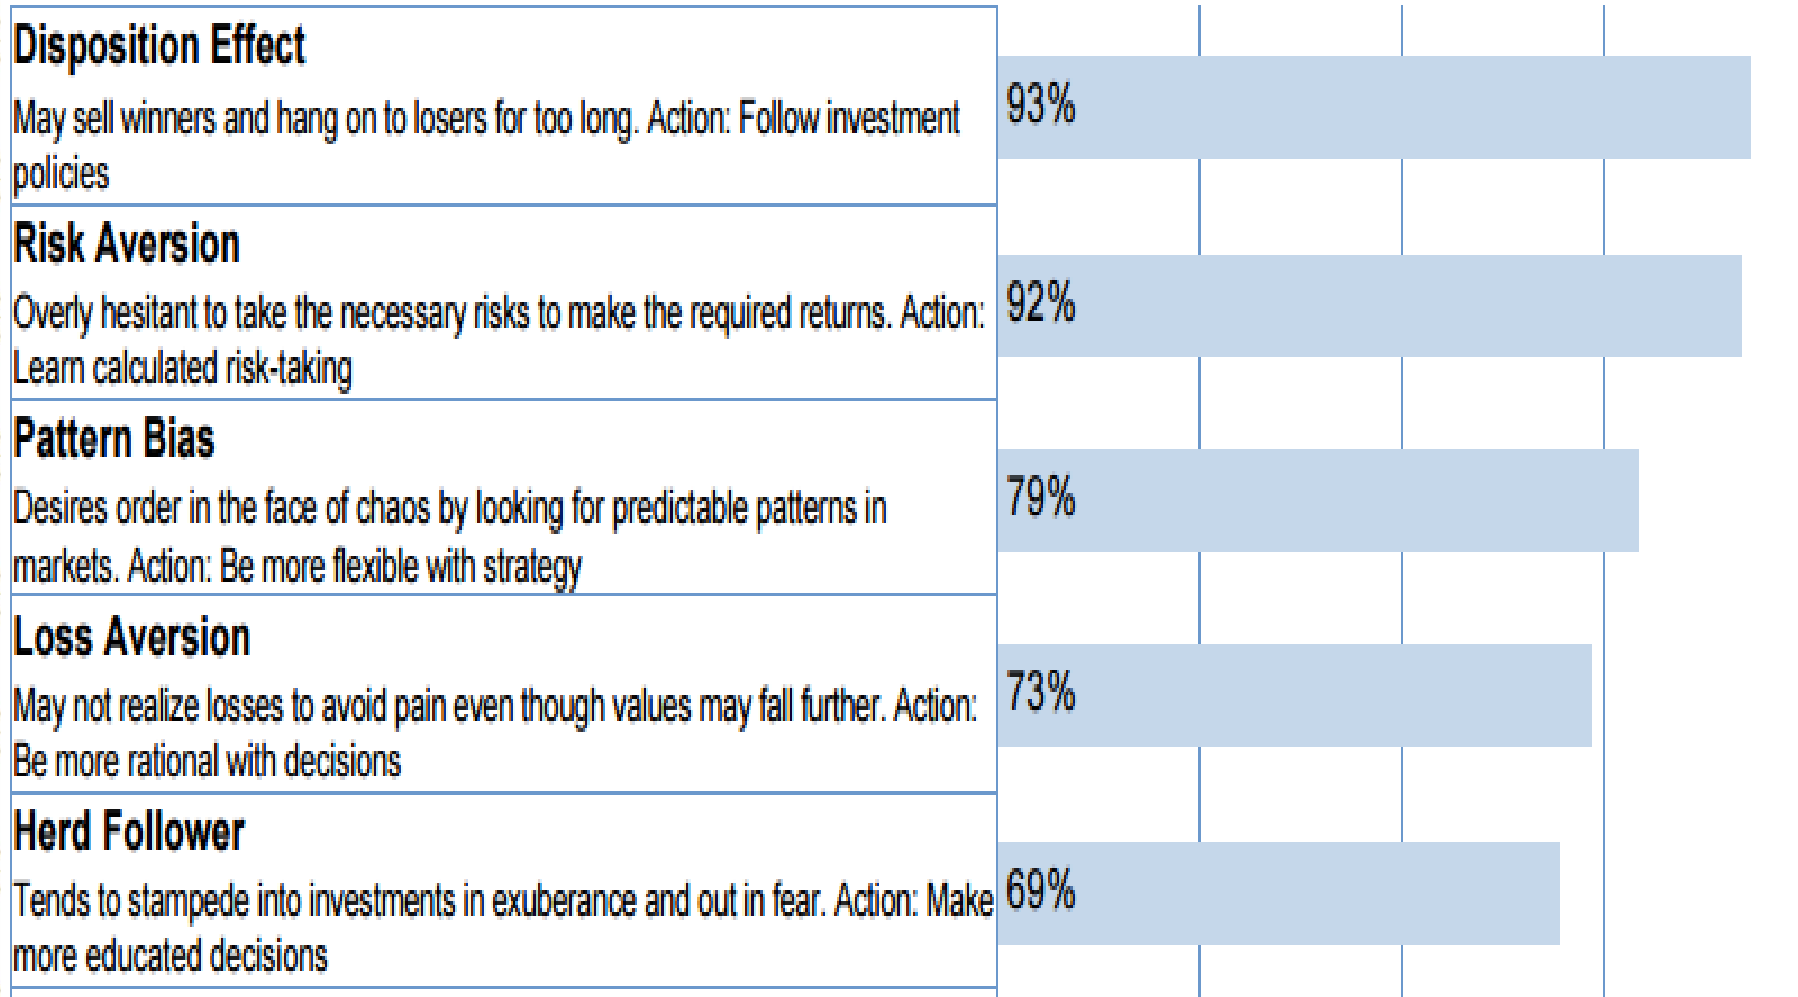 Disposition Effect
May sell winners and hang on to losers for too long. Action: Follow investment
policies
93%
Risk Aversion
Overly hesitant to take the necessary risks to make the required returns. Action:
Learn calculated risk-taking
92%
Pattern Bias
Desires order in the face of chaos by looking for predictable patterns in
markets. Action: Be more flexible with strategy
79%
Loss Aversion
May not realize losses to avoid pain even though values may fall further. Action:
Be more rational with decisions
73%
Herd Follower
Tends to stampede into investments in exuberance and out in fear. Action: Make
more educated decisions
69%